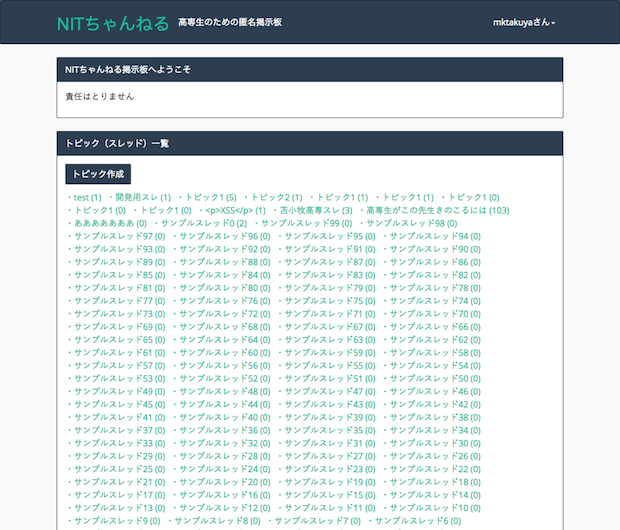 NITちゃんねる 高専生のための匿名掲示板 mktakuyaさん
NITちゃんねる掲示板へようこそ
責任はとりません
トピック（スレッド）一覧
トピック作成
・test (1) ・開発用スレ (1) ・トピック1 (5) ・トピック2 (1) ・トピック1 (1) ・トピック1 (1) ・トピック1 (0)
・トピック1 (0) ・トピック1 (0) ・<p>XSS</p> (1) ・苫小牧高専スレ (3) ・高専生がこの先生きのこるには (103)
・あああああああ (0) ・サンプルスレッド0 (2) ・サンプルスレッド99 (0) ・サンプルスレッド98 (0)
・サンプルスレッド97 (0) ・サンプルスレッド96 (0) ・サンプルスレッド95 (0) ・サンプルスレッド94 (0)
・サンプルスレッド93 (0) ・サンプルスレッド92 (0) ・サンプルスレッド91 (0) ・サンプルスレッド90 (0)
・サンプルスレッド89 (0) ・サンプルスレッド88 (0) ・サンプルスレッド87 (0) ・サンプルスレッド86 (0)
・サンプルスレッド85 (0) ・サンプルスレッド84 (0) ・サンプルスレッド83 (0) ・サンプルスレッド82 (0)
・サンプルスレッド81 (0) ・サンプルスレッド80 (0) ・サンプルスレッド79 (0) ・サンプルスレッド78 (0)
・サンプルスレッド77 (0) ・サンプルスレッド76 (0) ・サンプルスレッド75 (0) ・サンプルスレッド74 (0)
・サンプルスレッド73 (0) ・サンプルスレッド72 (0) ・サンプルスレッド71 (0) ・サンプルスレッド70 (0)
・サンプルスレッド69 (0) ・サンプルスレッド68 (0) ・サンプルスレッド67 (0) ・サンプルスレッド66 (0)
・サンプルスレッド65 (0) ・サンプルスレッド64 (0) ・サンプルスレッド63 (0) ・サンプルスレッド62 (0)
・サンプルスレッド61 (0) ・サンプルスレッド60 (0) ・サンプルスレッド59 (0) ・サンプルスレッド58 (0)
・サンプルスレッド57 (0) ・サンプルスレッド56 (0) ・サンプルスレッド55 (0) ・サンプルスレッド54 (0)
・サンプルスレッド53 (0) ・サンプルスレッド52 (0) ・サンプルスレッド51 (0) ・サンプルスレッド50 (0)
・サンプルスレッド49 (0) ・サンプルスレッド48 (0) ・サンプルスレッド47 (0) ・サンプルスレッド46 (0)
・サンプルスレッド45 (0) ・サンプルスレッド44 (0) ・サンプルスレッド43 (0) ・サンプルスレッド42 (0)
・サンプルスレッド41 (0) ・サンプルスレッド40 (0) ・サンプルスレッド39 (0) ・サンプルスレッド38 (0)
・サンプルスレッド37 (0) ・サンプルスレッド36 (0) ・サンプルスレッド35 (0) ・サンプルスレッド34 (0)
・サンプルスレッド33 (0) ・サンプルスレッド32 (0) ・サンプルスレッド31 (0) ・サンプルスレッド30 (0)
・サンプルスレッド29 (0) ・サンプルスレッド28 (0) ・サンプルスレッド27 (0) ・サンプルスレッド26 (0)
・サンプルスレッド25 (0) ・サンプルスレッド24 (0) ・サンプルスレッド23 (0) ・サンプルスレッド22 (0)
・サンプルスレッド21 (0) ・サンプルスレッド20 (0) ・サンプルスレッド19 (0) ・サンプルスレッド18 (0)
・サンプルスレッド17 (0) ・サンプルスレッド16 (0) ・サンプルスレッド15 (0) ・サンプルスレッド14 (0)
・サンプルスレッド13 (0) ・サンプルスレッド12 (0) ・サンプルスレッド11 (0) ・サンプルスレッド10 (0)
・サンプルスレッド9 (0) ・サンプルスレッド8 (0) ・サンプルスレッド7 (0) ・サンプルスレッド6 (0)